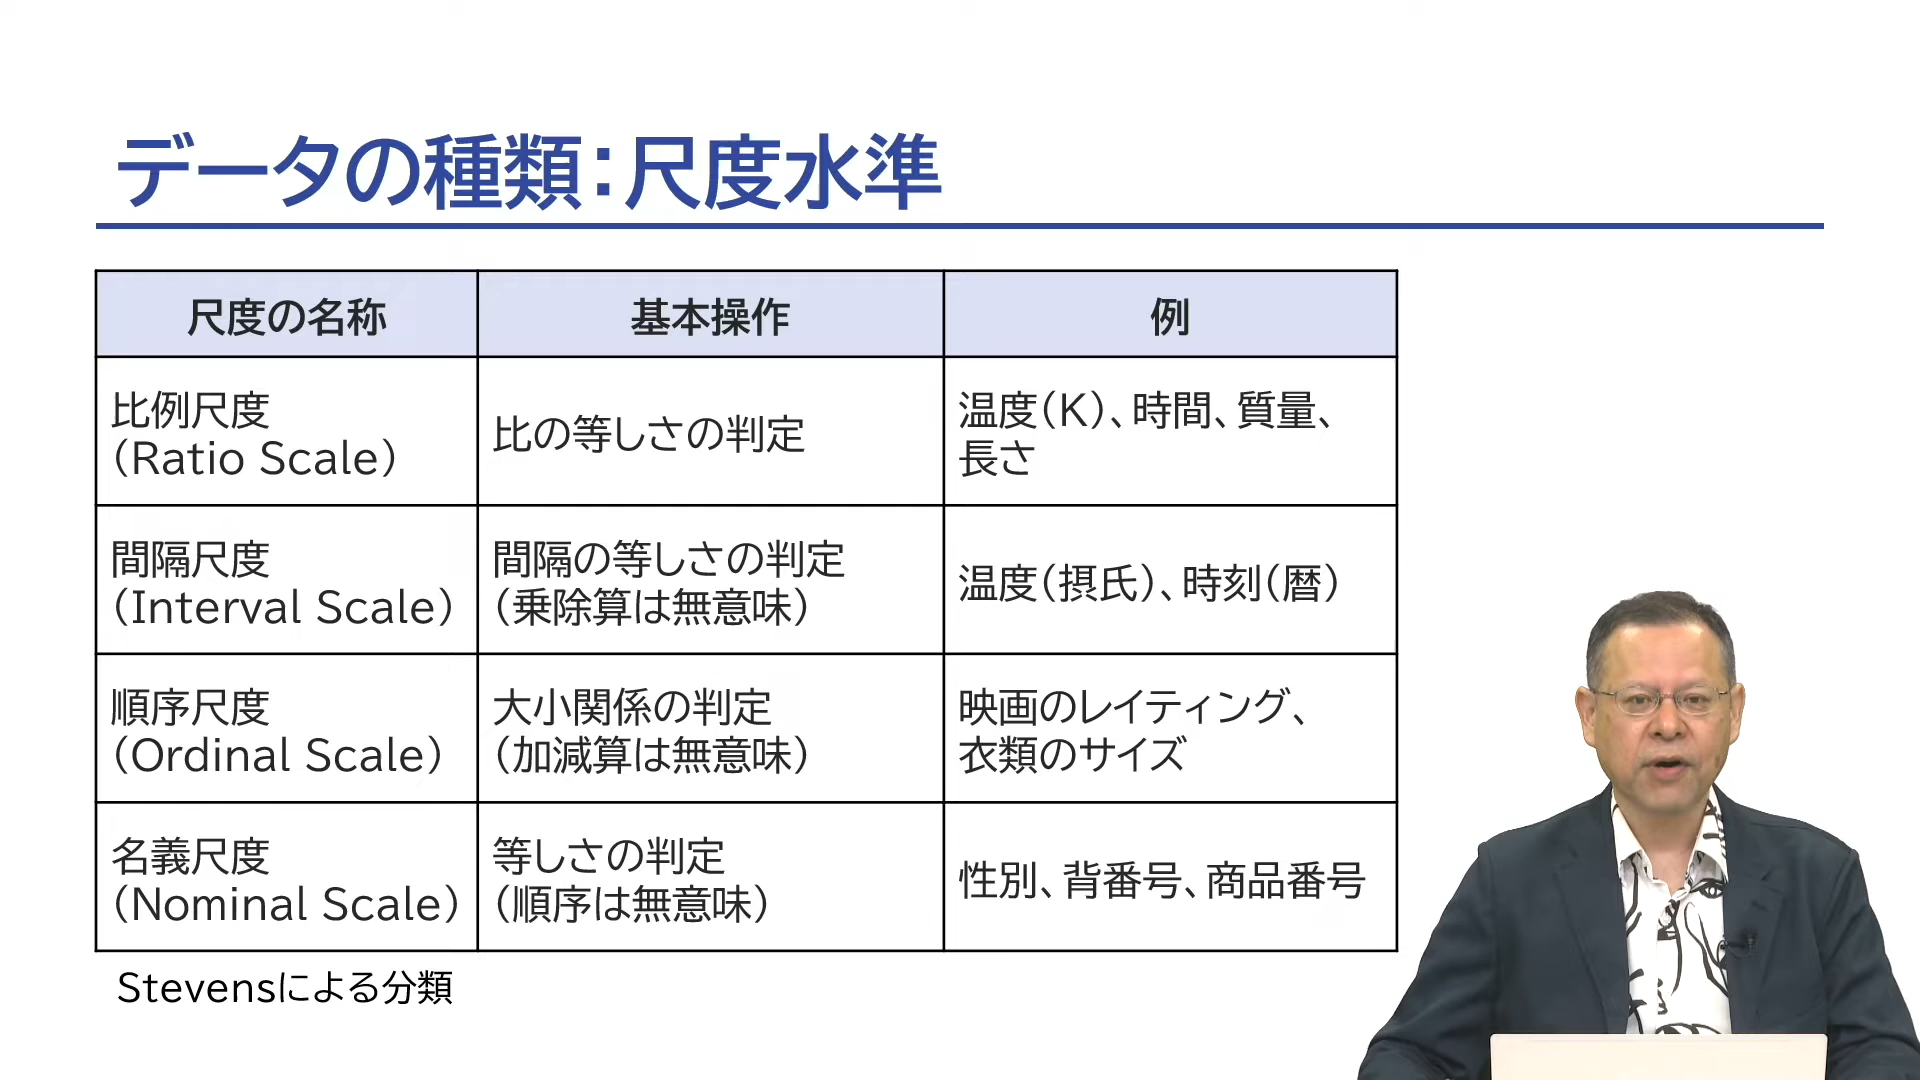 データの種類：尺度水準
尺度の名称
基本操作
例
比例尺度
（Ratio Scale）
比の等しさの判定
温度（K）、時間、質量、
長さ
間隔尺度
（Interval Scale）
間隔の等しさの判定
（乗除算は無意味）
温度（摂氏）、時刻（暦）
順序尺度
（Ordinal Scale）
大小関係の判定
（加減算は無意味）
映画のレイティング、
衣類のサイズ
名義尺度
（Nominal Scale）
等しさの判定
（順序は無意味）
性別、背番号、商品番号
Stevensによる分類